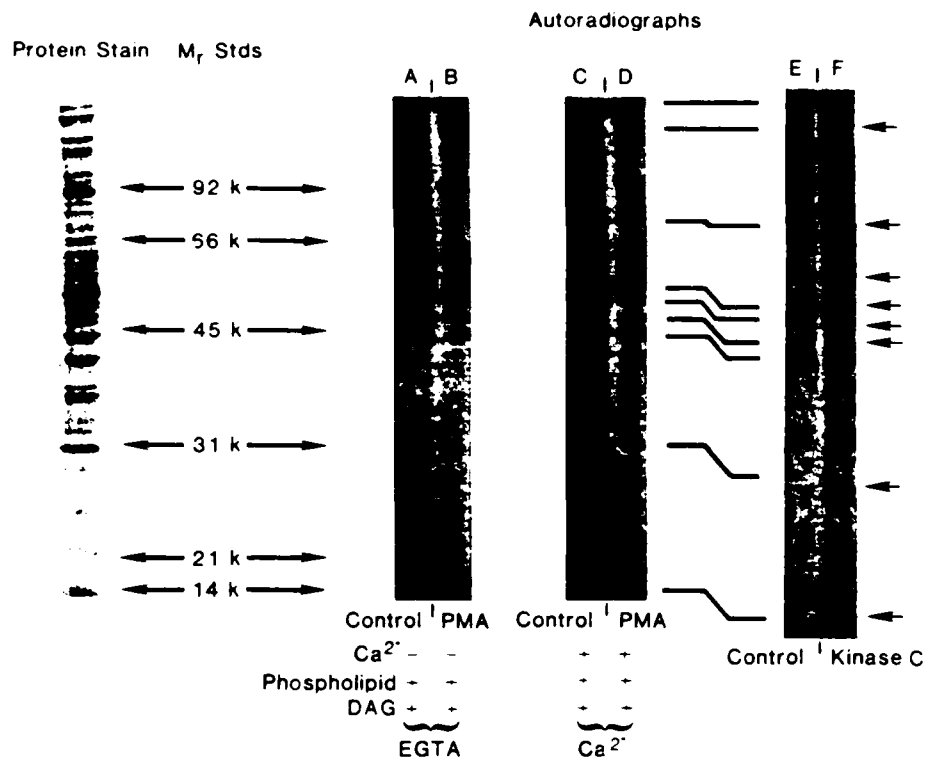 Autoradiographs
Protein Stain Mr Stds
A B C D E F
92 k
66 k
45 k
31 k
21 k
14 k
Control PMA Control PMA
Control Kinase C
Ca2- - - + +
Phospholipid + + + +
DAG + + + +
EGTA Ca2-